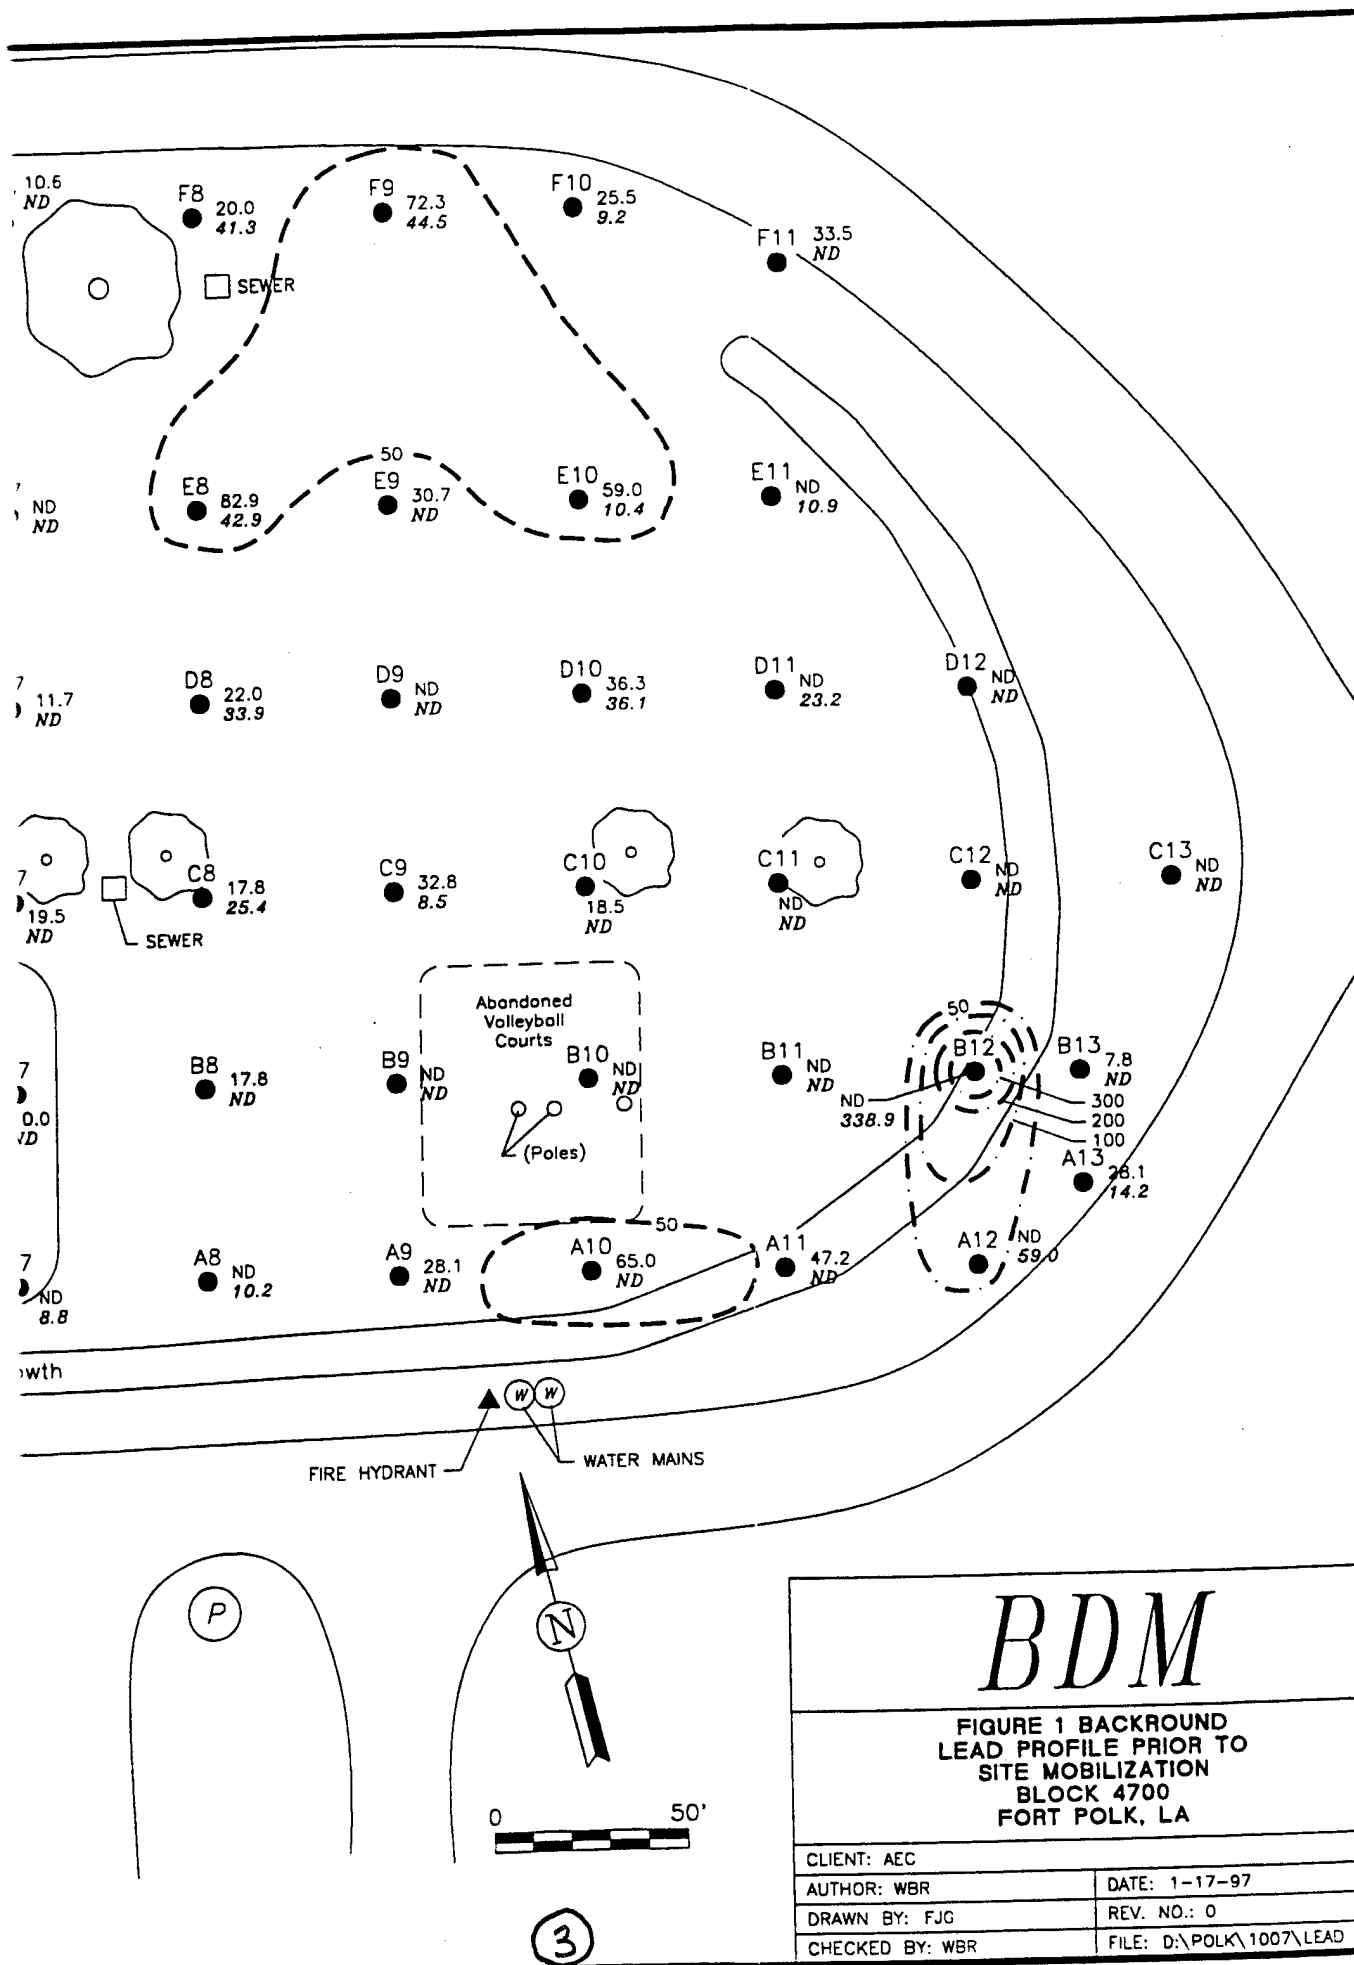 10.6
ND
F8 20.0
41.3
F9 72.3
44.5
F10 25.5
9.2
F11 33.5
ND
SEWER
50
ND
ND
E8 82.9
42.9
E9 30.7
ND
E10 59.0
10.4
E11 ND
10.9
7 11.7
ND
D8 22.0
33.9
D9 ND
ND
D10 36.3
36.1
D11 ND
23.2
D12 ND
ND
7
19.5
ND
C8 17.8
25.4
C9 32.8
8.5
C10
18.5
ND
C11
ND
ND
C12 ND
ND
C13 ND
ND
SEWER
Abandoned
Volleyball
Courts
50
7
0.0
ND
B8 17.8
ND
B9 ND
ND
B10 ND
ND
B11 ND
ND
B12
ND
338.9
B13 7.8
ND
300
200
100
(Poles)
A13 28.1
14.2
50
7
ND
8.8
A8 ND
10.2
A9 28.1
ND
A10 65.0
ND
A11 47.2
ND
A12 ND
59.0
owth
W W
FIRE HYDRANT
WATER MAINS
P
N
0 50'
BDM
FIGURE 1 BACKROUND
LEAD PROFILE PRIOR TO
SITE MOBILIZATION
BLOCK 4700
FORT POLK, LA
CLIENT: AEC
AUTHOR: WBR DATE: 1-17-97
DRAWN BY: FJG REV. NO.: 0
CHECKED BY: WBR FILE: D:\POLK\1007\LEAD
3